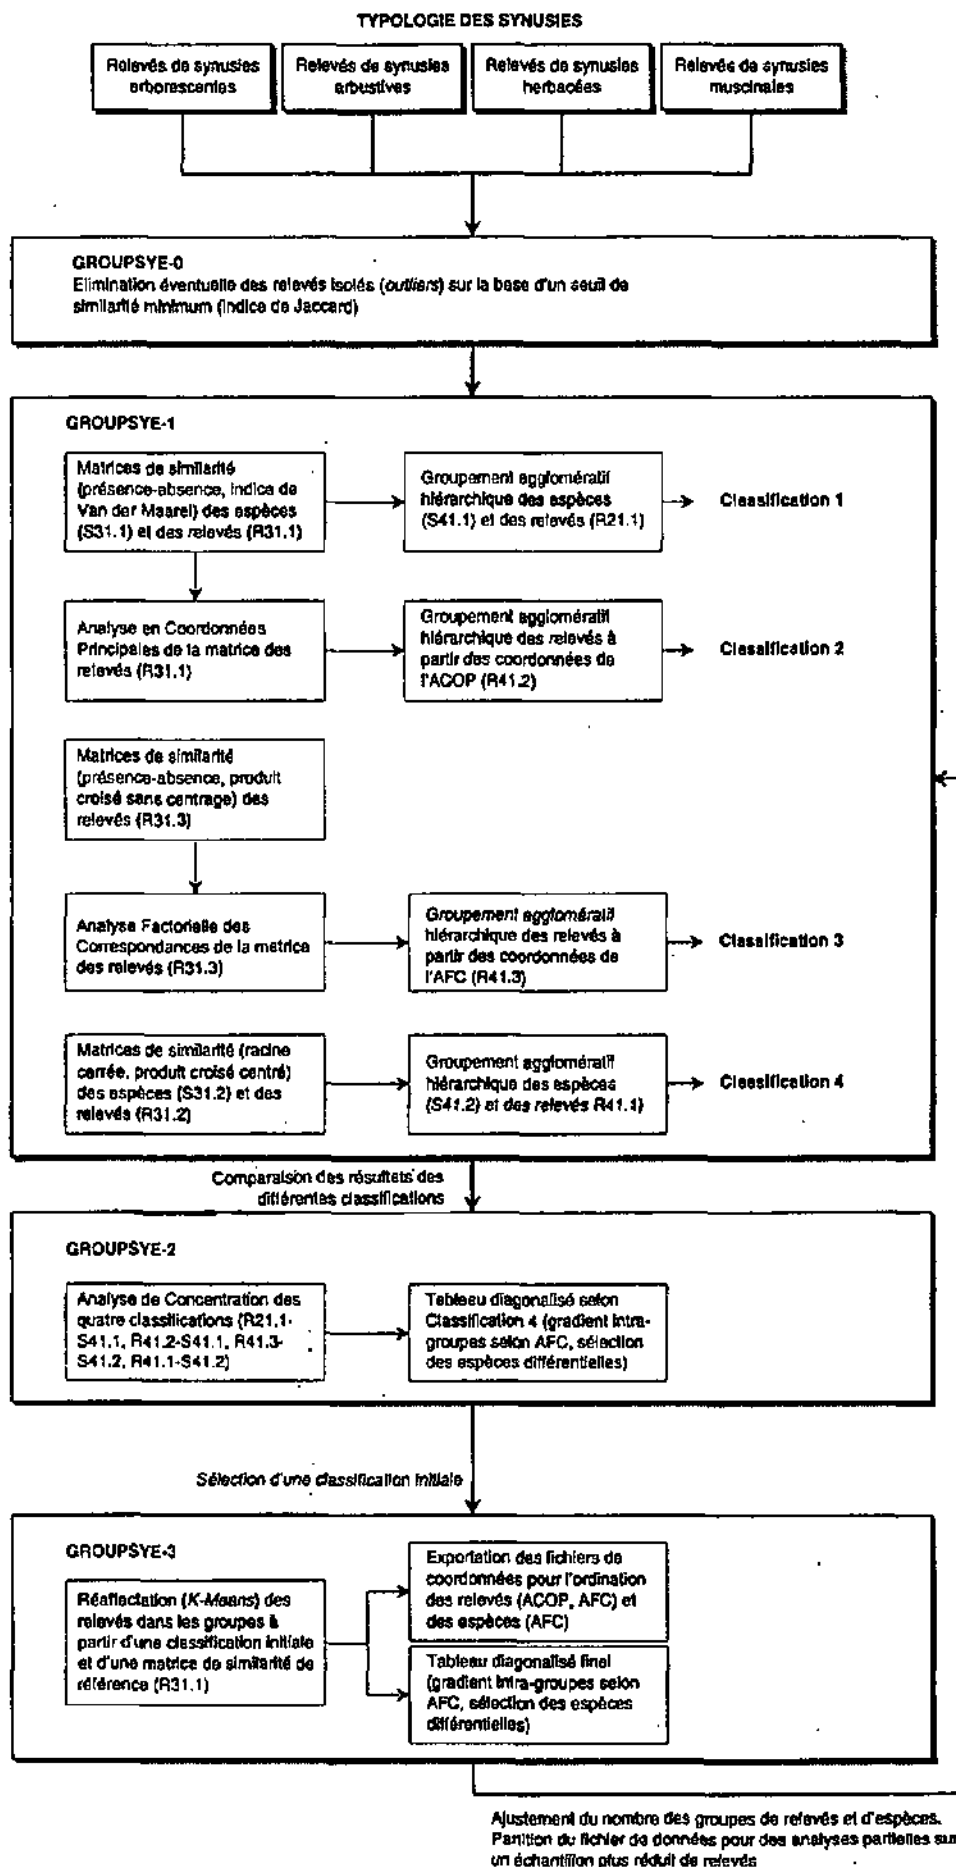 TYPOLOGIE DES SYNUSIES
Relevés de synusies
arborescentes
Relevés de synusies
arbustives
Relevés de synusies
herbacées
Relevés de synusies
muscinales
GROUPSYE-0
Elimination éventuelle des relevés isolés (outliers) sur la base d'un seuil de
similarité minimum (indice de Jaccard)
GROUPSYE-1
Matrices de similarité
(présence-absence, indice de
Van der Maarel) des espèces
(S31.1) et des relevés (R31.1)
Groupement agglomératif
hiérarchique des espèces
(S41.1) et des relevés (R21.1)
Classification 1
Analyse en Coordonnées
Principales de la matrice des
relevés (R31.1)
Groupement agglomératif
hiérarchique des relevés à
partir des coordonnées de
l'ACOP (R41.2)
Classification 2
Matrices de similarité
(présence-absence, produit
croisé sans centrage) des
relevés (R31.3)
Analyse Factorielle des
Correspondances de la matrice
des relevés (R31.3)
Groupement agglomératif
hiérarchique des relevés à
partir des coordonnées de
l'AFC (R41.3)
Classification 3
Matrices de similarité (racine
carrée, produit croisé centré)
des espèces (S31.2) et des
relevés (R31.2)
Groupement agglomératif
hiérarchique des espèces
(S41.2) et des relevés R41.1)
Classification 4
Comparaison des résultats des
différentes classifications
GROUPSYE-2
Analyse de Concentration des
quatre classifications (R21.1-
S41.1, R41.2-S41.1, R41.3-
S41.2, R41.1-S41.2)
Tableau diagonalisé selon
Classification 4 (gradient intra-
groupes selon AFC, sélection
des espèces différentielles)
Sélection d'une classification initiale
GROUPSYE-3
Réaffectation (K-Means) des
relevés dans les groupes à
partir d'une classification initiale
et d'une matrice de similarité de
référence (R31.1)
Exportation des fichiers de
coordonnées pour l'ordination
des relevés (ACOP, AFC) et
des espèces (AFC)
Tableau diagonalisé final
(gradient intra-groupes selon
AFC, sélection des espèces
différentielles)
Ajustement du nombre des groupes de relevés et d'espèces.
Partition du fichier de données pour des analyses partielles sur
un échantillon plus réduit de relevés